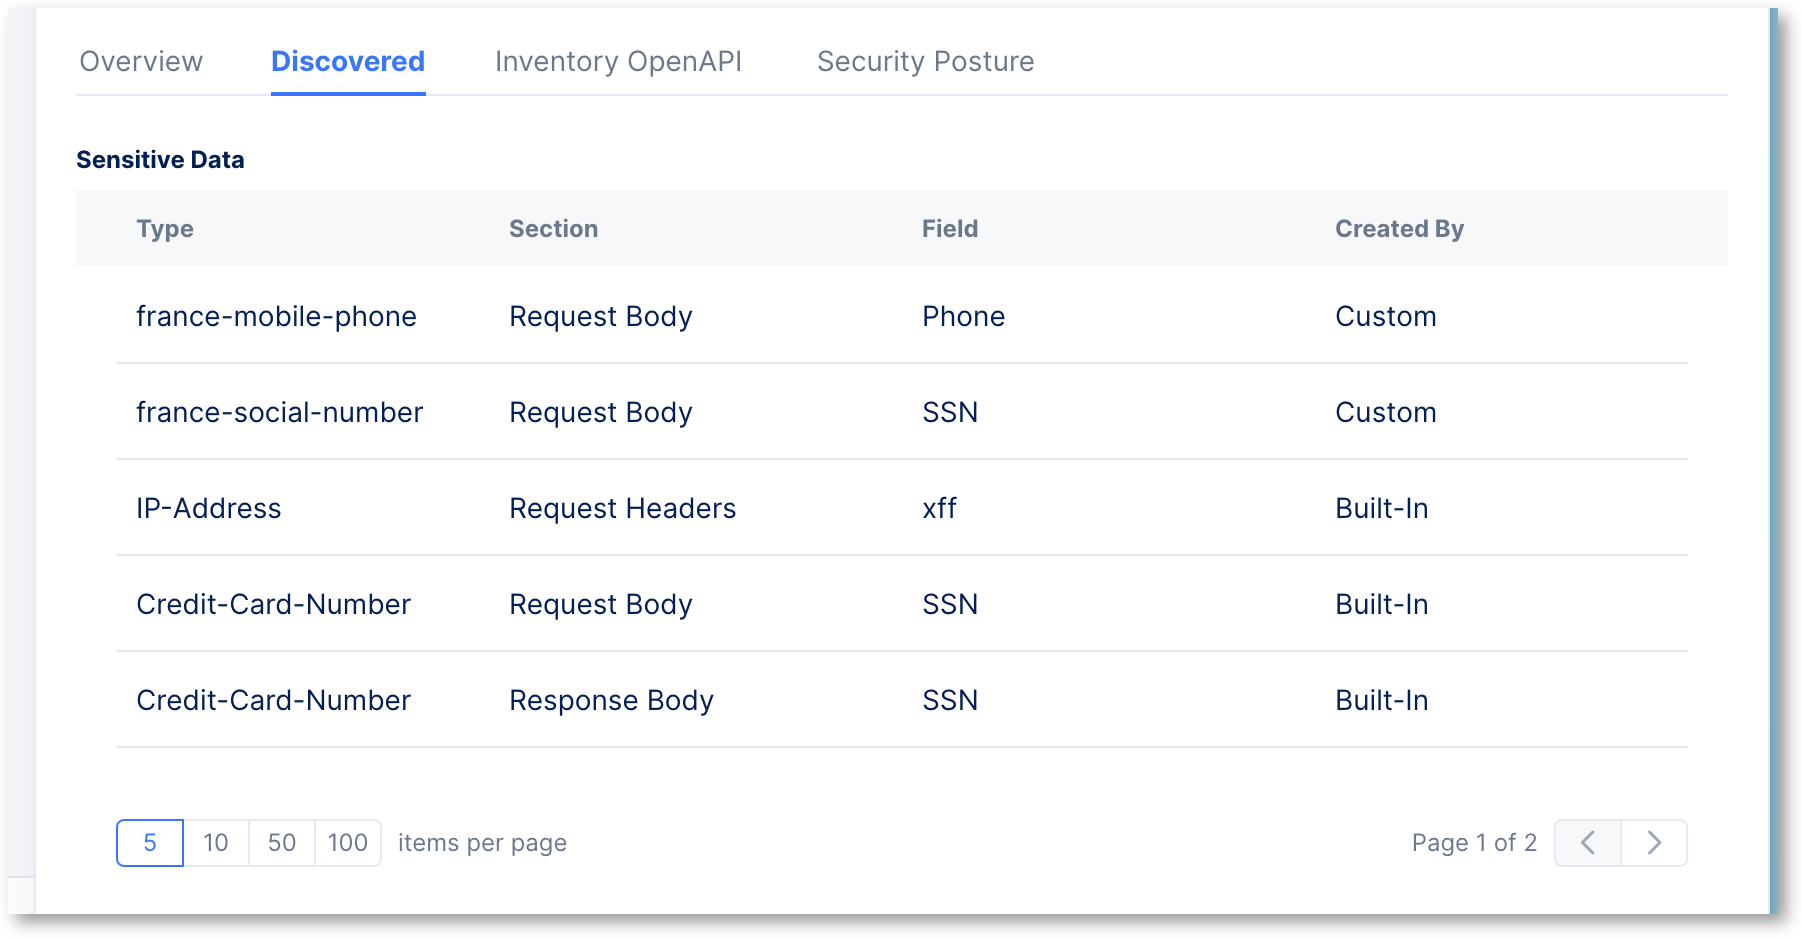 Overview Discovered Inventory OpenAPI Security Posture
Sensitive Data
Type Section Field Created By
france-mobile-phone Request Body Phone Custom
france-social-number Request Body SSN Custom
IP-Address Request Headers xff Built-In
Credit-Card-Number Request Body SSN Built-In
Credit-Card-Number Response Body SSN Built-In
5 10 50 100 items per page Page 1 of 2